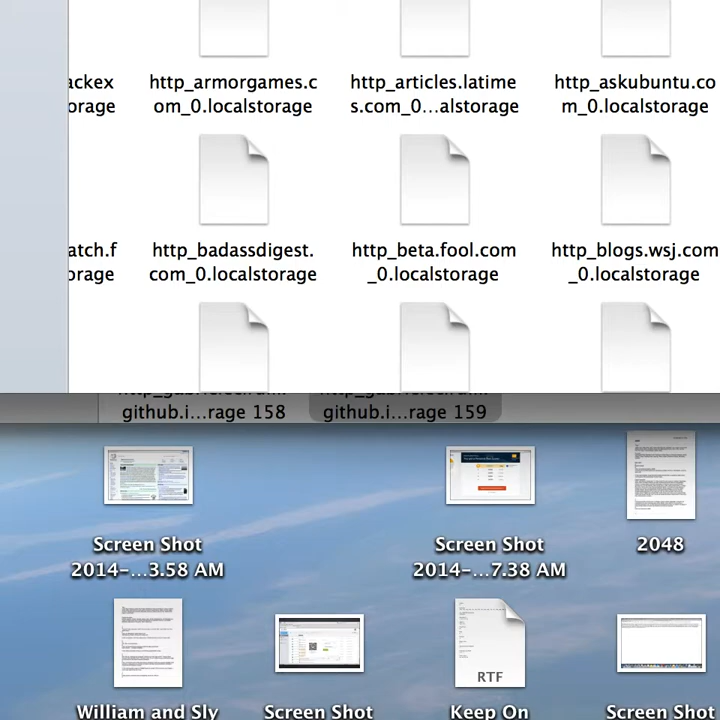 ackex
orage
http_armorgames.c
om_0.localstorage
http_articles.latime
s.com_0...alstorage
http_askubuntu.co
m_0.localstorage
atch.f
orage
http_badassdigest.
com_0.localstorage
http_beta.fool.com
_0.localstorage
http_blogs.wsj.com
_0.localstorage
github.i...rage 158
github.i...rage 159
Screen Shot
2014-...3.58 AM
Screen Shot
2014-...7.38 AM
2048
RTF
William and Sly
Screen Shot
Keep On
Screen Shot